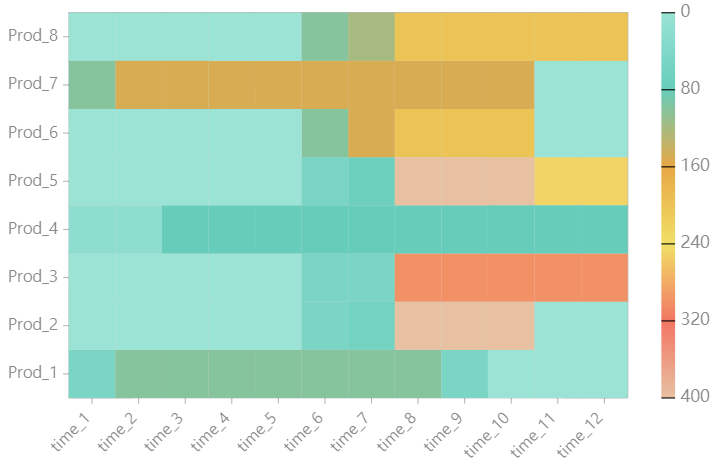 Prod_8
Prod_7
Prod_6
Prod_5
Prod_4
Prod_3
Prod_2
Prod_1
time_1
time_2
time_3
time_4
time_5
time_6
time_7
time_8
time_9
time_10
time_11
time_12
0
80
160
240
320
400